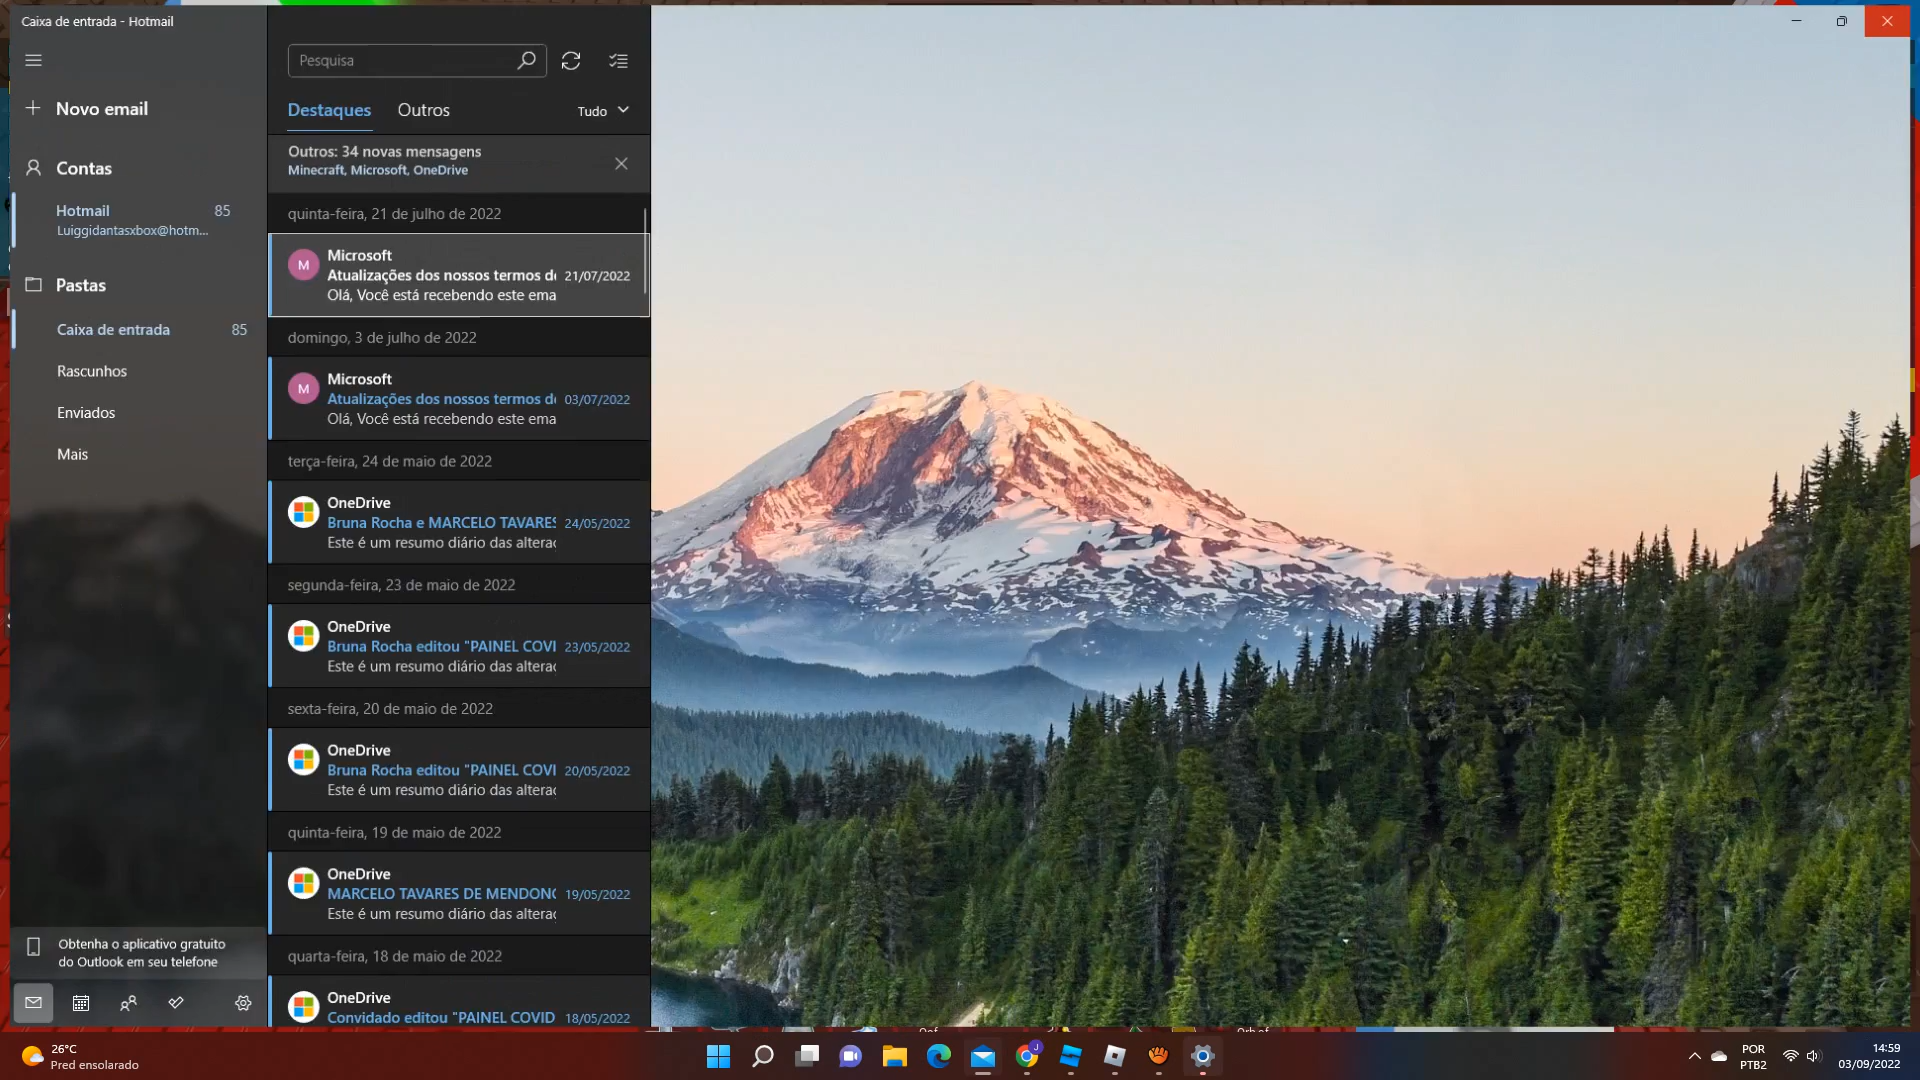 Caixa de entrada - Hotmail
Novo email
Contas
Hotmail 85
Luiggidantasxbox@hotm...
Pastas
Caixa de entrada 85
Rascunhos
Enviados
Mais
Obtenha o aplicativo gratuito
do Outlook em seu telefone
Pesquisa
Destaques Outros Tudo
Outros: 34 novas mensagens
Minecraft, Microsoft, OneDrive
quinta-feira, 21 de julho de 2022
M
Microsoft
Atualizações dos nossos termos de 21/07/2022
Olá, Você está recebendo este ema
domingo, 3 de julho de 2022
M
Microsoft
Atualizações dos nossos termos de 03/07/2022
Olá, Você está recebendo este ema
terça-feira, 24 de maio de 2022
OneDrive
Bruna Rocha e MARCELO TAVARES 24/05/2022
Este é um resumo diário das alterac
segunda-feira, 23 de maio de 2022
OneDrive
Bruna Rocha editou "PAINEL COVI 23/05/2022
Este é um resumo diário das alterac
sexta-feira, 20 de maio de 2022
OneDrive
Bruna Rocha editou "PAINEL COVI 20/05/2022
Este é um resumo diário das alterac
quinta-feira, 19 de maio de 2022
OneDrive
MARCELO TAVARES DE MENDONC 19/05/2022
Este é um resumo diário das alterac
quarta-feira, 18 de maio de 2022
OneDrive
Convidado editou "PAINEL COVID 18/05/2022
26°C
Pred ensolarado
J
POR
PTB2
14:59
03/09/2022